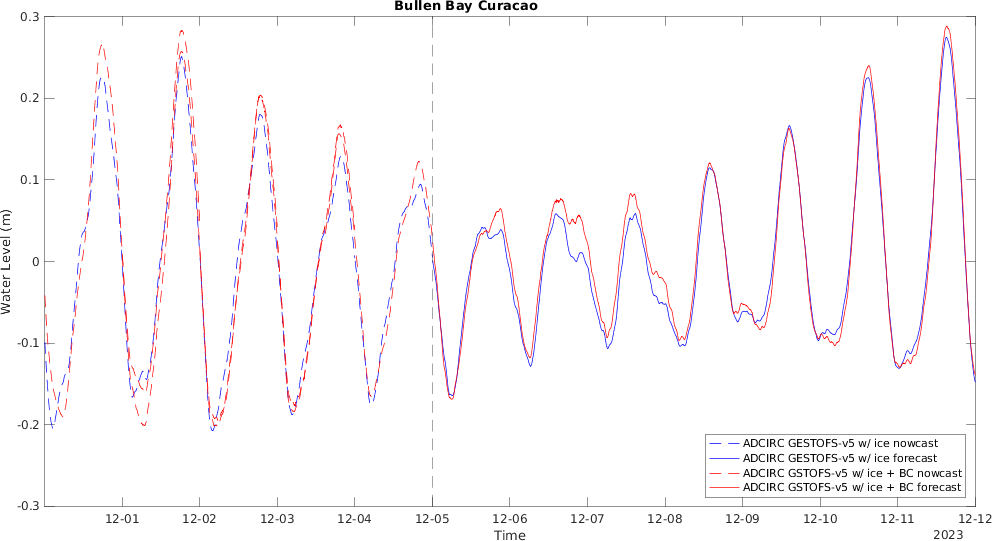 Bullen Bay Curacao
0.3
0.2
0.1
0
-0.1
-0.2
-0.3
Water Level (m)
12-01 12-02 12-03 12-04 12-05 12-06 12-07 12-08 12-09 12-10 12-11 12-12
Time
2023
ADCIRC GESTOFS-v5 w/ ice nowcast
ADCIRC GESTOFS-v5 w/ ice forecast
ADCIRC GSTOFS-v5 w/ ice + BC nowcast
ADCIRC GSTOFS-v5 w/ ice + BC forecast